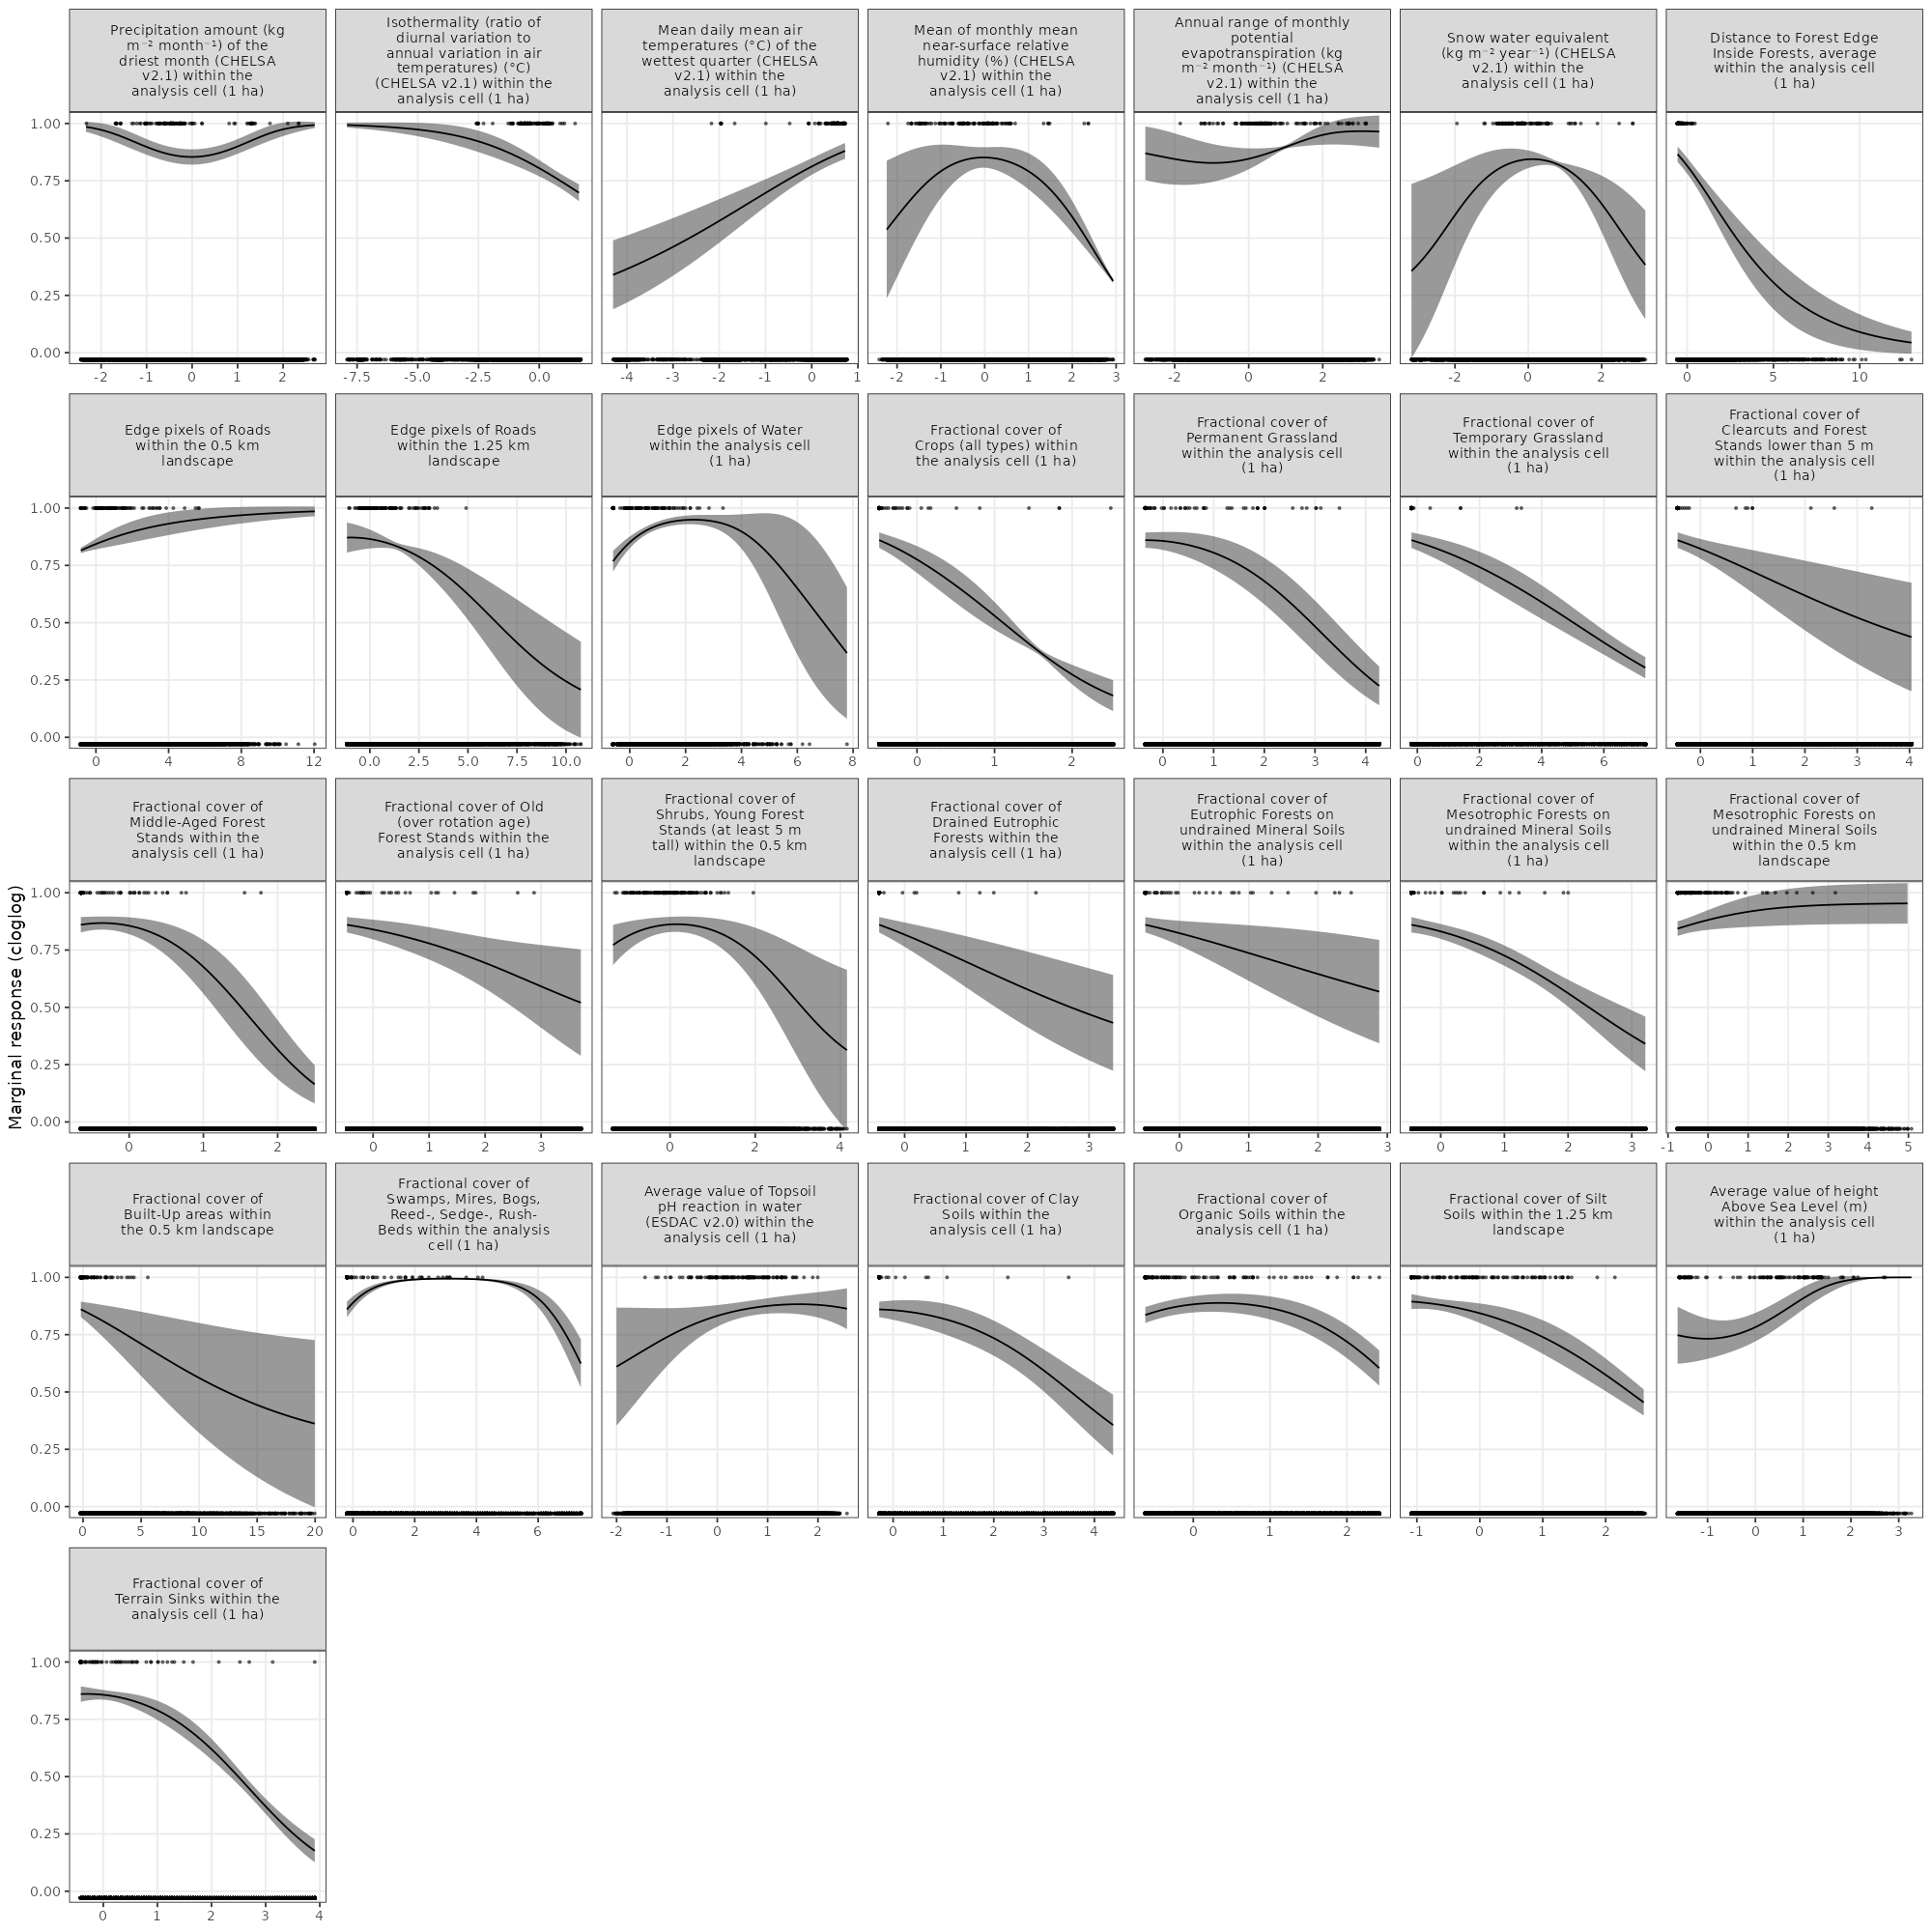 Precipitation amount (kg
m⁻² month⁻¹) of the
driest month (CHELSA
v2.1) within the
analysis cell (1 ha)
Isothermality (ratio of
diurnal variation to
annual variation in air
temperatures) (°C)
(CHELSA v2.1) within the
analysis cell (1 ha)
Mean daily mean air
temperatures (°C) of the
wettest quarter (CHELSA
v2.1) within the
analysis cell (1 ha)
Mean of monthly mean
near-surface relative
humidity (%) (CHELSA
v2.1) within the
analysis cell (1 ha)
Annual range of monthly
potential
evapotranspiration (kg
m⁻² month⁻¹) (CHELSA
v2.1) within the
analysis cell (1 ha)
Snow water equivalent
(kg m⁻² year⁻¹) (CHELSA
v2.1) within the
analysis cell (1 ha)
Distance to Forest Edge
Inside Forests, average
within the analysis cell
(1 ha)
1.00
0.75
0.50
0.25
0.00
-2 -1 0 1 2
-7.5 -5.0 -2.5 0.0
-4 -3 -2 -1 0 1
-2 -1 0 1 2 3
-2 0 2
-2 0 2
0 5 10
Edge pixels of Roads
within the 0.5 km
landscape
Edge pixels of Roads
within the 1.25 km
landscape
Edge pixels of Water
within the analysis cell
(1 ha)
Fractional cover of
Crops (all types) within
the analysis cell (1 ha)
Fractional cover of
Permanent Grassland
within the analysis cell
(1 ha)
Fractional cover of
Temporary Grassland
within the analysis cell
(1 ha)
Fractional cover of
Clearcuts and Forest
Stands lower than 5 m
within the analysis cell
(1 ha)
1.00
0.75
0.50
0.25
0.00
0 4 8 12
0.0 2.5 5.0 7.5 10.0
0 2 4 6 8
0 1 2
0 1 2 3 4
0 2 4 6
0 1 2 3 4
Marginal response (cloglog)
Fractional cover of
Middle-Aged Forest
Stands within the
analysis cell (1 ha)
Fractional cover of Old
(over rotation age)
Forest Stands within the
analysis cell (1 ha)
Fractional cover of
Shrubs, Young Forest
Stands (at least 5 m
tall) within the 0.5 km
landscape
Fractional cover of
Drained Eutrophic
Forests within the
analysis cell (1 ha)
Fractional cover of
Eutrophic Forests on
undrained Mineral Soils
within the analysis cell
(1 ha)
Fractional cover of
Mesotrophic Forests on
undrained Mineral Soils
within the analysis cell
(1 ha)
Fractional cover of
Mesotrophic Forests on
undrained Mineral Soils
within the 0.5 km
landscape
1.00
0.75
0.50
0.25
0.00
0 1 2
0 1 2 3
0 2 4
0 1 2 3
0 1 2 3
0 1 2 3
-1 0 1 2 3 4 5
Fractional cover of
Built-Up areas within
the 0.5 km landscape
Fractional cover of
Swamps, Mires, Bogs,
Reed-, Sedge-, Rush-
Beds within the analysis
cell (1 ha)
Average value of Topsoil
pH reaction in water
(ESDAC v2.0) within the
analysis cell (1 ha)
Fractional cover of Clay
Soils within the
analysis cell (1 ha)
Fractional cover of
Organic Soils within the
analysis cell (1 ha)
Fractional cover of Silt
Soils within the 1.25 km
landscape
Average value of height
Above Sea Level (m)
within the analysis cell
(1 ha)
1.00
0.75
0.50
0.25
0.00
0 5 10 15 20
0 2 4 6
-2 -1 0 1 2
0 1 2 3 4
0 1 2
-1 0 1 2
-1 0 1 2 3
Fractional cover of
Terrain Sinks within the
analysis cell (1 ha)
1.00
0.75
0.50
0.25
0.00
0 1 2 3 4